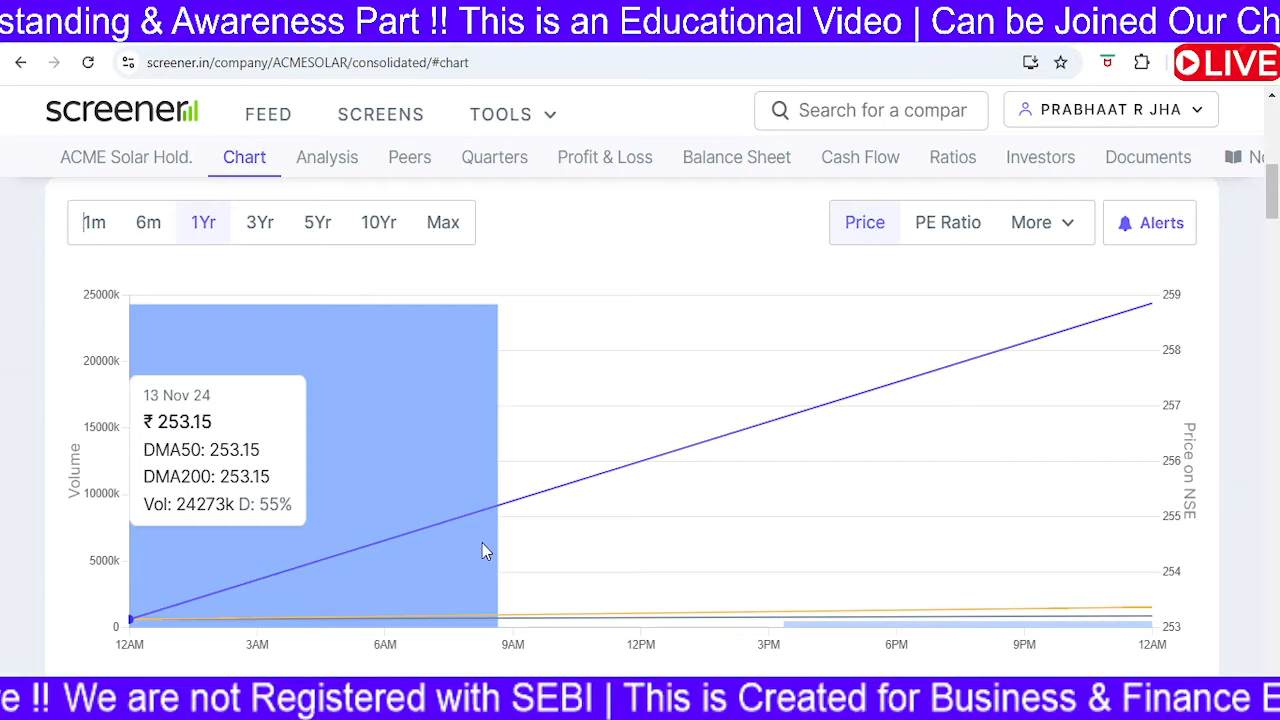 standing & Awareness Part !! This is an Educational Video | Can be Joined Our Ch
screener.in/company/ACMESOLAR/consolidated/#chart
LIVE
screener
FEED
SCREENS
TOOLS
Search for a compar
PRABHAAT R JHA
ACME Solar Hold.
Chart
Analysis
Peers
Quarters
Profit & Loss
Balance Sheet
Cash Flow
Ratios
Investors
Documents
No
1m
6m
1Yr
3Yr
5Yr
10Yr
Max
Price
PE Ratio
More
Alerts
25000k
20000k
15000k
10000k
5000k
0
Volume
13 Nov 24
₹ 253.15
DMA50: 253.15
DMA200: 253.15
Vol: 24273k D: 55%
259
258
257
256
255
254
253
Price on NSE
12AM
3AM
6AM
9AM
12PM
3PM
6PM
9PM
12AM
e !! We are not Registered with SEBI | This is Created for Business & Finance E